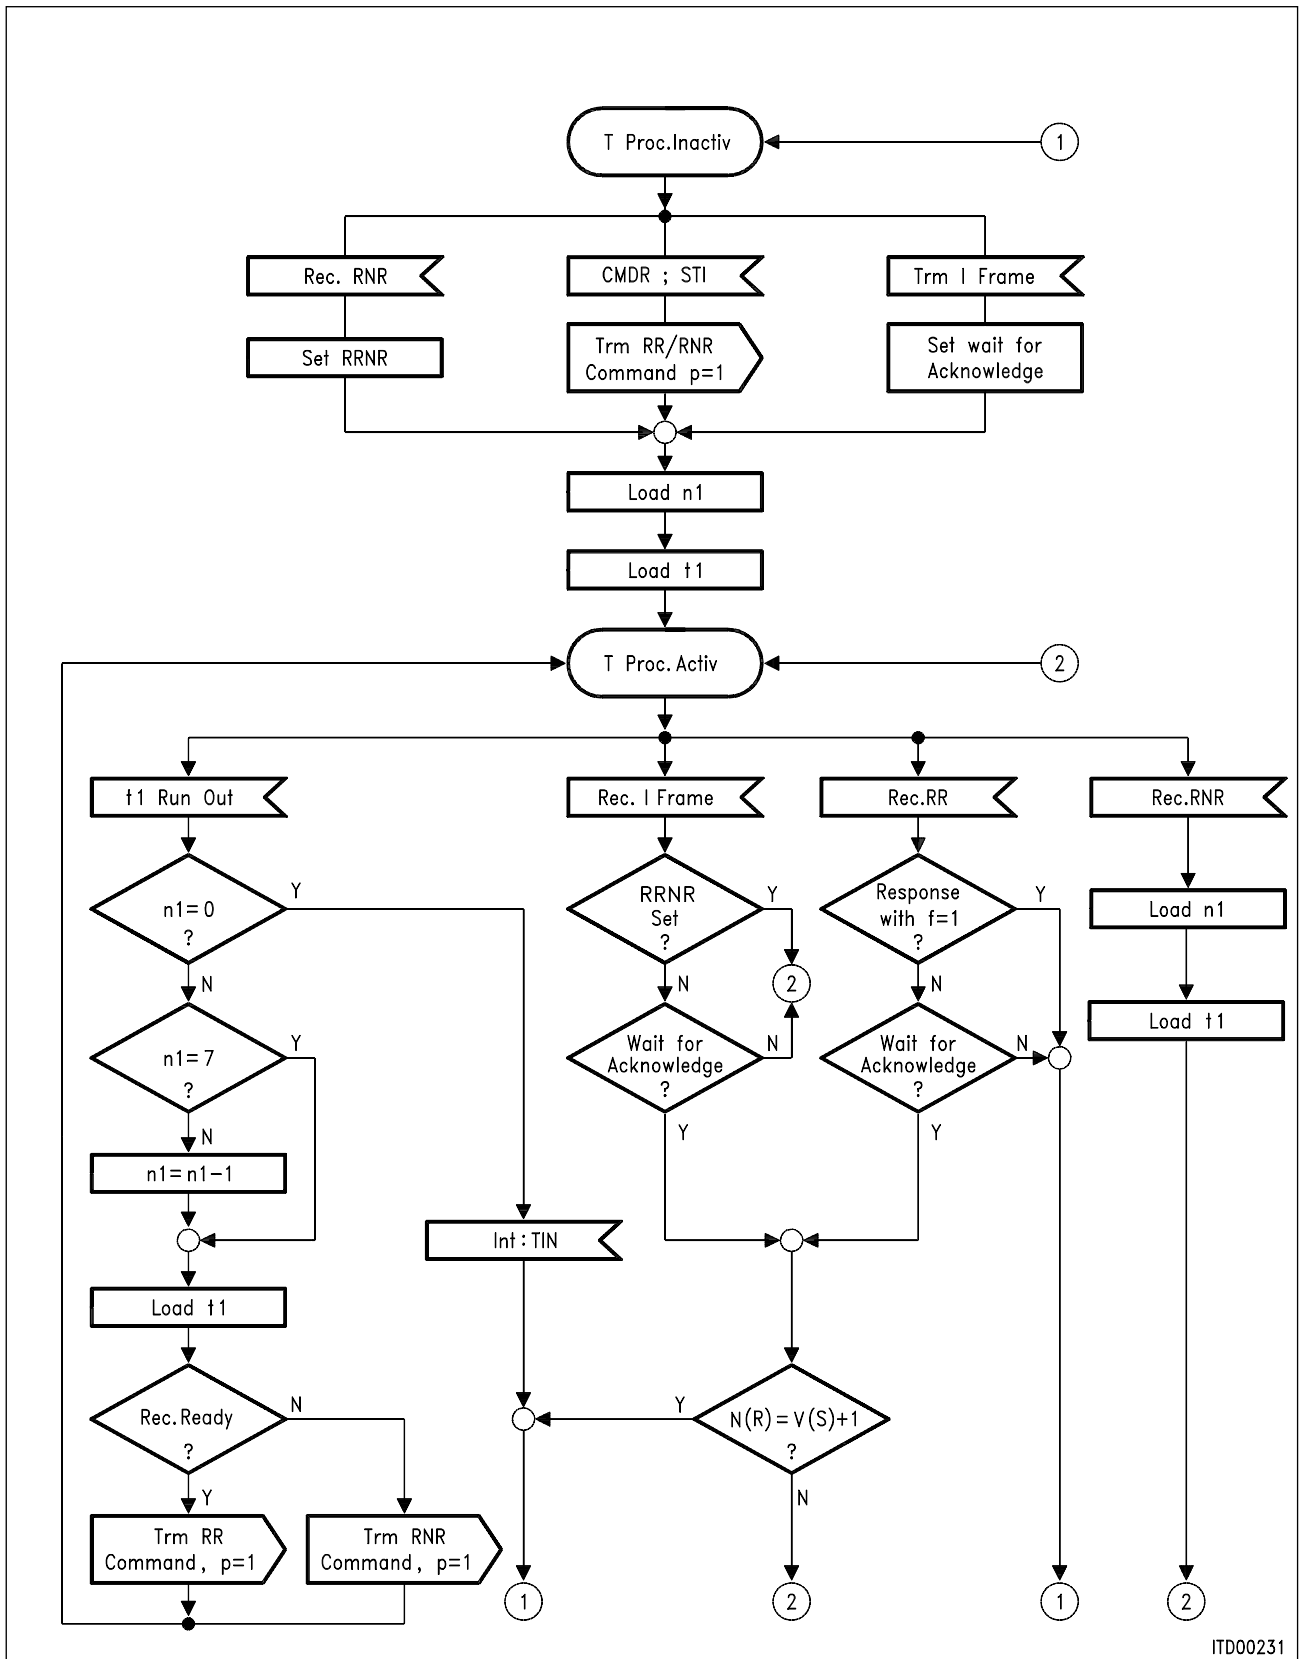 T Proc.Inactiv
1
Rec. RNR
CMDR ; STI
Trm I Frame
Set RRNR
Trm RR/RNR
Command p=1
Set wait for
Acknowledge
Load n1
Load t1
T Proc.Activ
2
t1 Run Out
Rec. I Frame
Rec.RR
Rec.RNR
n1=0
?
Y
N
RRNR
Set
?
Y
N
2
Response
with f=1
?
Y
N
Load n1
n1=7
?
Y
N
Wait for
Acknowledge
?
N
Y
Wait for
Acknowledge
?
N
Y
Load t1
n1=n1-1
Int:TIN
Load t1
Rec.Ready
?
N
Y
N(R)=V(S)+1
?
Y
N
Trm RR
Command, p=1
Trm RNR
Command, p=1
1
2
1
2
ITD00231